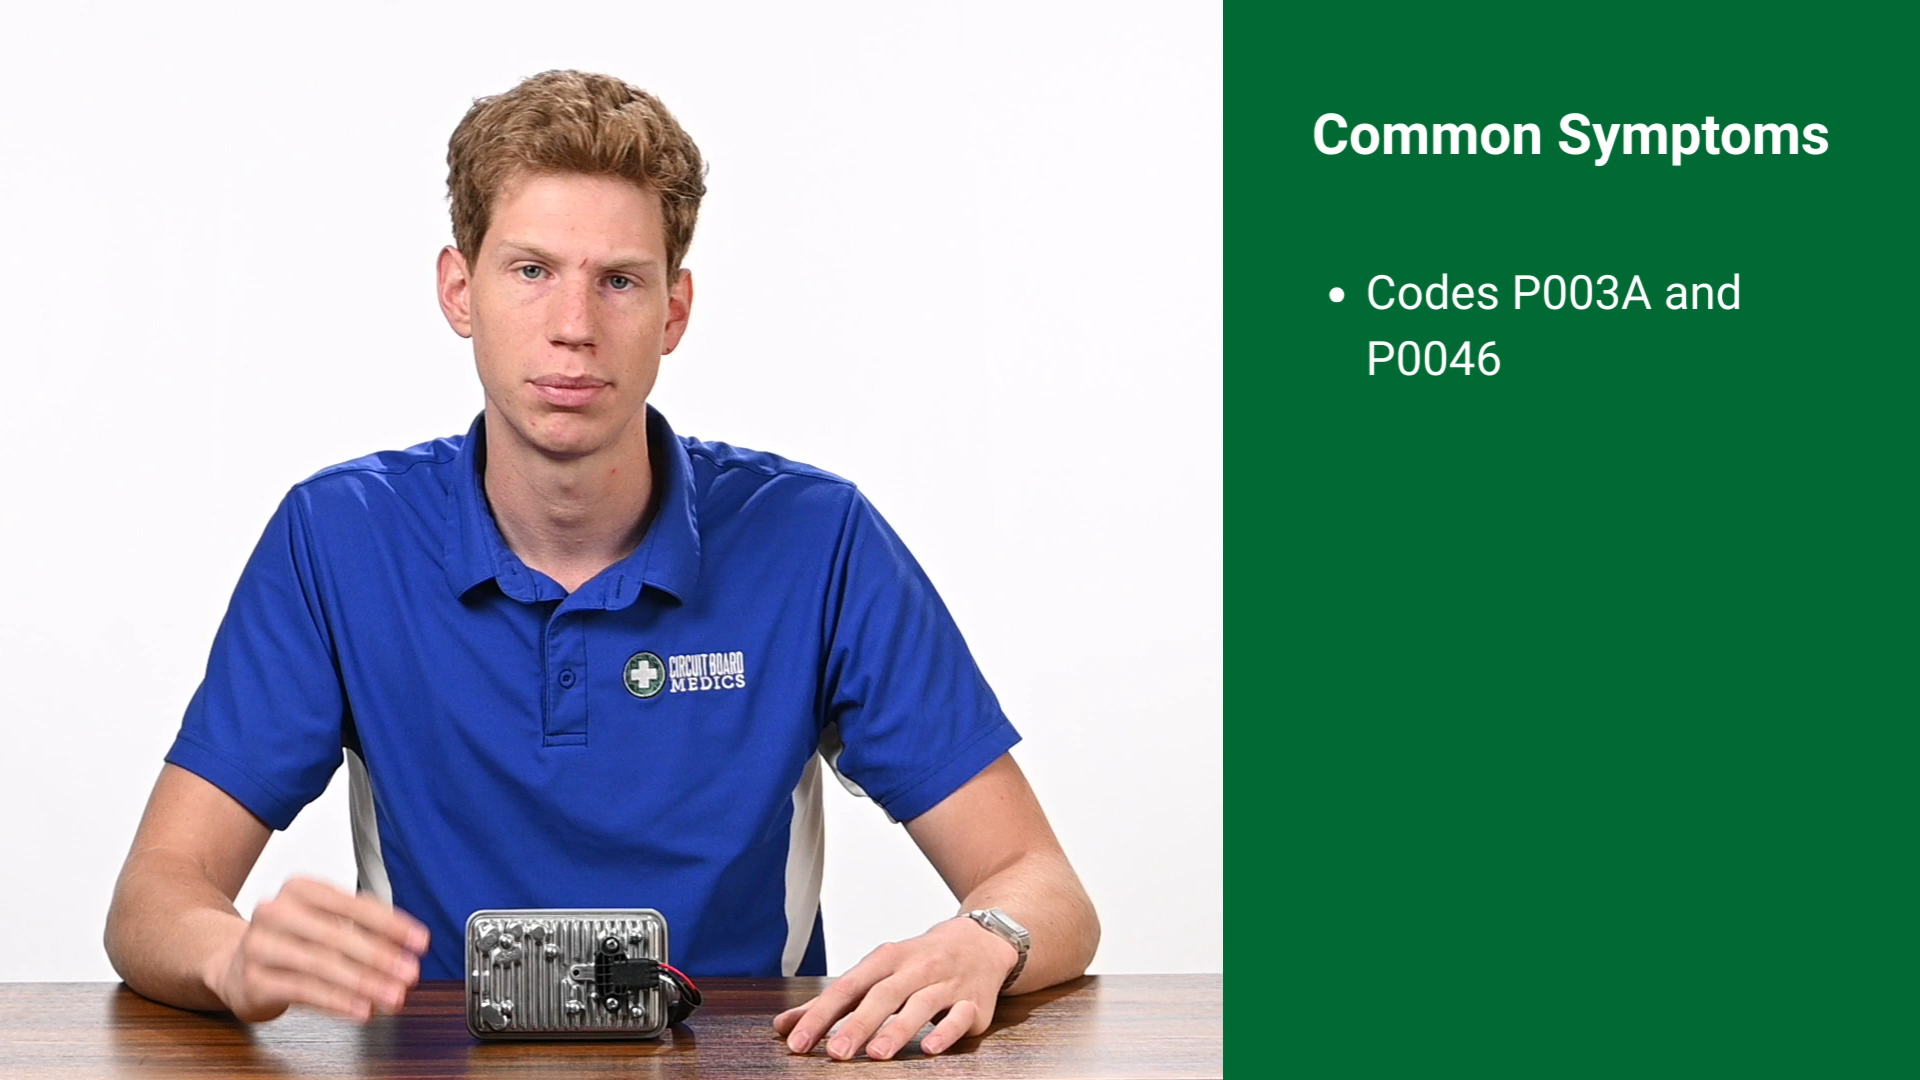 Common Symptoms
• Codes P003A and
P0046
CIRCUIT BOARD
MEDICS